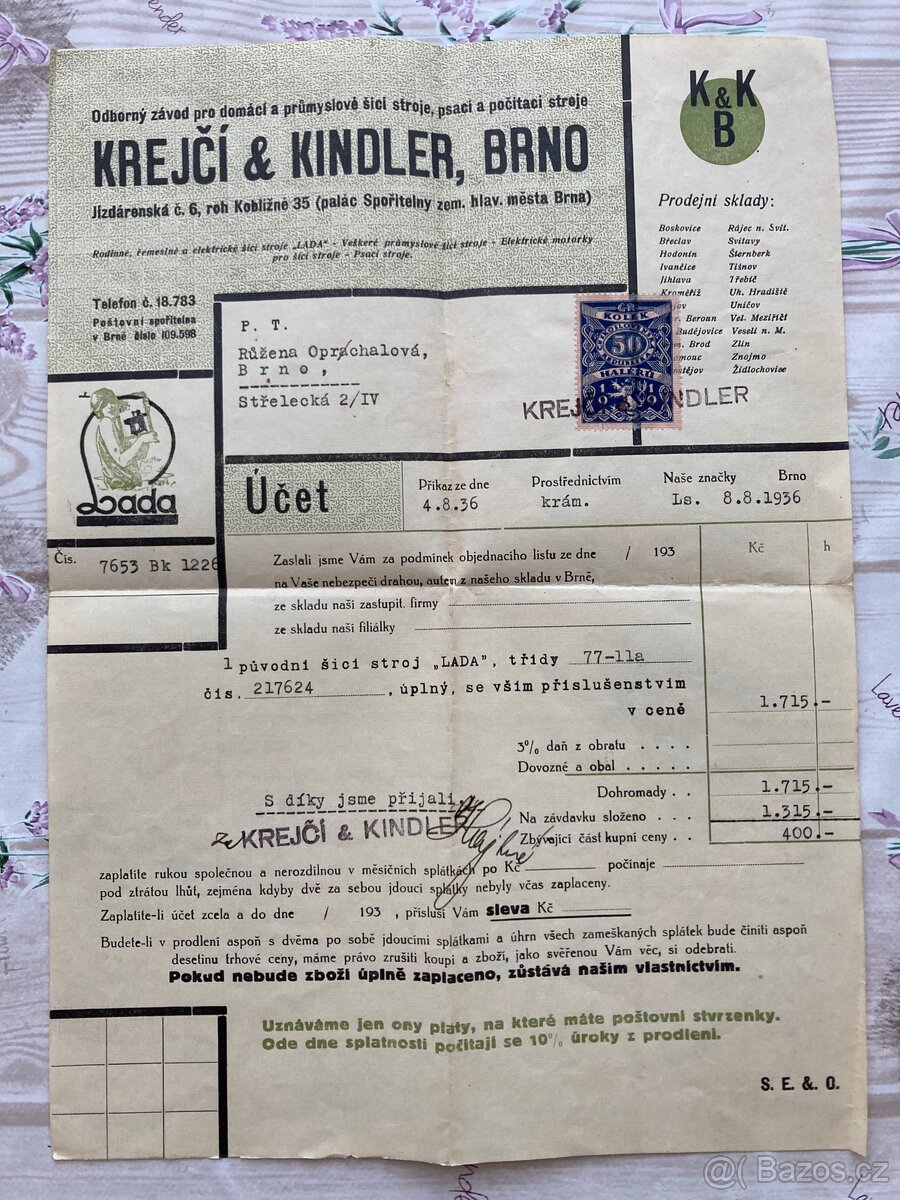 Odborný závod pro domácí a průmyslové šicí stroje, psací a počítací stroje
KREJČÍ & KINDLER, BRNO
Jízdárenská č. 6, roh Kobližné 35 (palác Spořitelny zem. hlav. města Brna)
Rodinné, řemeslné a elektrické šicí stroje „LADA" - Veškeré průmyslové šicí stroje - Elektrické motorky
pro šicí stroje - Psací stroje.
Telefon č. 18.783
Poštovní spořitelna
v Brně číslo 109.598
K & K
B
Prodejní sklady:
Boskovice Rájec n. Svit.
Břeclav Svitavy
Hodonín Šternberk
Ivančice Tišnov
Jihlava Třebíč
Kroměříž Uh. Hradiště
jov Uničov
r. Beroun Vel. Meziříčí
Budějovice Veselí n. M.
m. Brod Zlín
omouc Znojmo
nstějov Židlochovice
P. T.
Růžena Opráchalová,
Brno,
Střelecká 2/IV
KOLEK
50
HALÉŘŮ
1919
KREJ NDLER
Lada
Účet
Příkaz ze dne
4.8.36
Prostřednictvím
krám.
Naše značky
Ls.
Brno
8.8.1936
Čís. 7653 Bk 1226
Kč h
Zaslali jsme Vám za podmínek objednacího listu ze dne / 193
na Vaše nebezpečí drahou, autem z našeho skladu v Brně,
ze skladu naší zastupit. firmy
ze skladu naší filiálky
1 původní šicí stroj „LADA", třídy 77-11a
čís. 217624, úplný, se vším příslušenstvím
v ceně 1.715.-
3% daň z obratu . . . .
Dovozné a obal . . . . .
Dohromady . . 1.715.-
S díky jsme přijali
Na závdavku složeno . . 1.315.-
za KREJČÍ & KINDLER
Zbývající část kupní ceny . . 400.-
zaplatíte rukou společnou a nerozdílnou v měsíčních splátkách po Kč počínaje
pod ztrátou lhůt, zejména kdyby dvě za sebou jdoucí splátky nebyly včas zaplaceny.
Zaplatíte-li účet zcela a do dne / 193 , přísluší Vám sleva Kč
Budete-li v prodlení aspoň s dvěma po sobě jdoucími splátkami a úhrn všech zameškaných splátek bude činiti aspoň
desetinu trhové ceny, máme právo zrušiti koupi a zboží, jako svěřenou Vám věc, si odebrati.
Pokud nebude zboží úplně zaplaceno, zůstává naším vlastnictvím.
Uznáváme jen ony platy, na které máte poštovní stvrzenky.
Ode dne splatnosti počítají se 10% úroky z prodlení.
S. E. &. O.
@( Bazos.cz